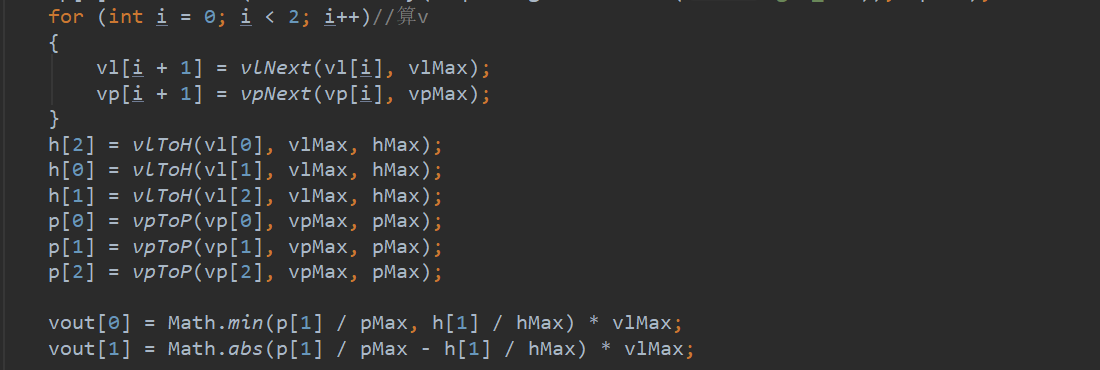 for (int i = 0; i < 2; i++)//算v
{
vl[i + 1] = vlNext(vl[i], vlMax);
vp[i + 1] = vpNext(vp[i], vpMax);
}
h[2] = vlToH(vl[0], vlMax, hMax);
h[0] = vlToH(vl[1], vlMax, hMax);
h[1] = vlToH(vl[2], vlMax, hMax);
p[0] = vpToP(vp[0], vpMax, pMax);
p[1] = vpToP(vp[1], vpMax, pMax);
p[2] = vpToP(vp[2], vpMax, pMax);
vout[0] = Math.min(p[1] / pMax, h[1] / hMax) * vlMax;
vout[1] = Math.abs(p[1] / pMax - h[1] / hMax) * vlMax;